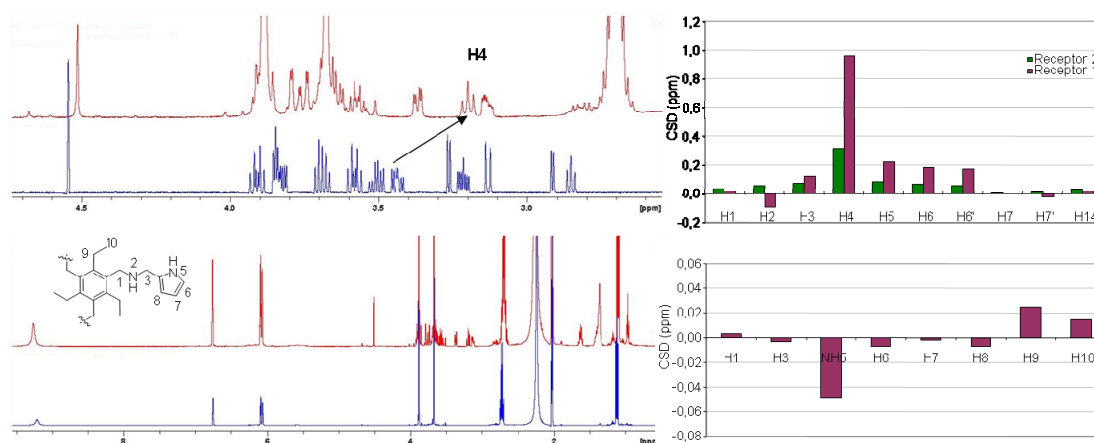 H4
4.5 4.0 3.5 3.0 [ppm]
1,2
1,0
0,8
0,6
0,4
0,2
0,0
-0,2
CSD (ppm)
Receptor 2
Receptor 1
H1 H2 H3 H4 H5 H6 H6' H7 H7' H14
10
9
2
N
H
1
3
H
N
5
6
7
8
8 6 4 2 [ppm]
0,06
0,04
0,02
0,00
-0,02
-0,04
-0,06
-0,08
CSD (ppm)
H1 H3 NH5 H6 H7 H8 H9 H10